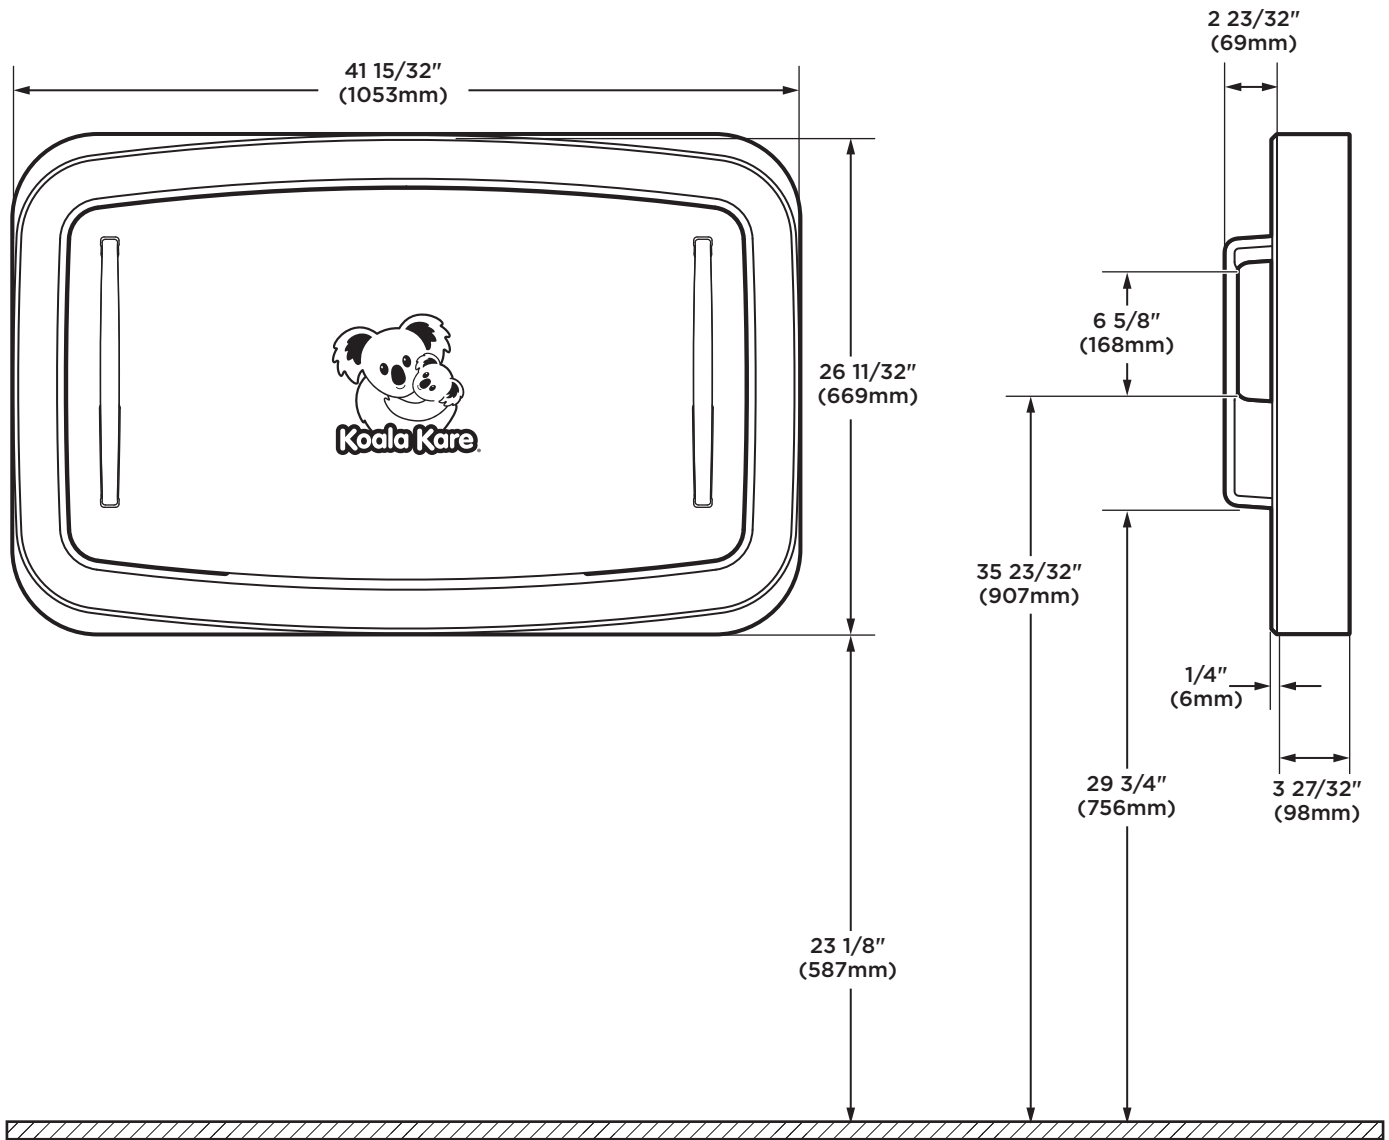 2 23/32"
(69mm)
41 15/32"
(1053mm)
6 5/8"
(168mm)
26 11/32"
(669mm)
Koala Kare®
35 23/32"
(907mm)
1/4"
(6mm)
29 3/4"
(756mm)
3 27/32"
(98mm)
23 1/8"
(587mm)